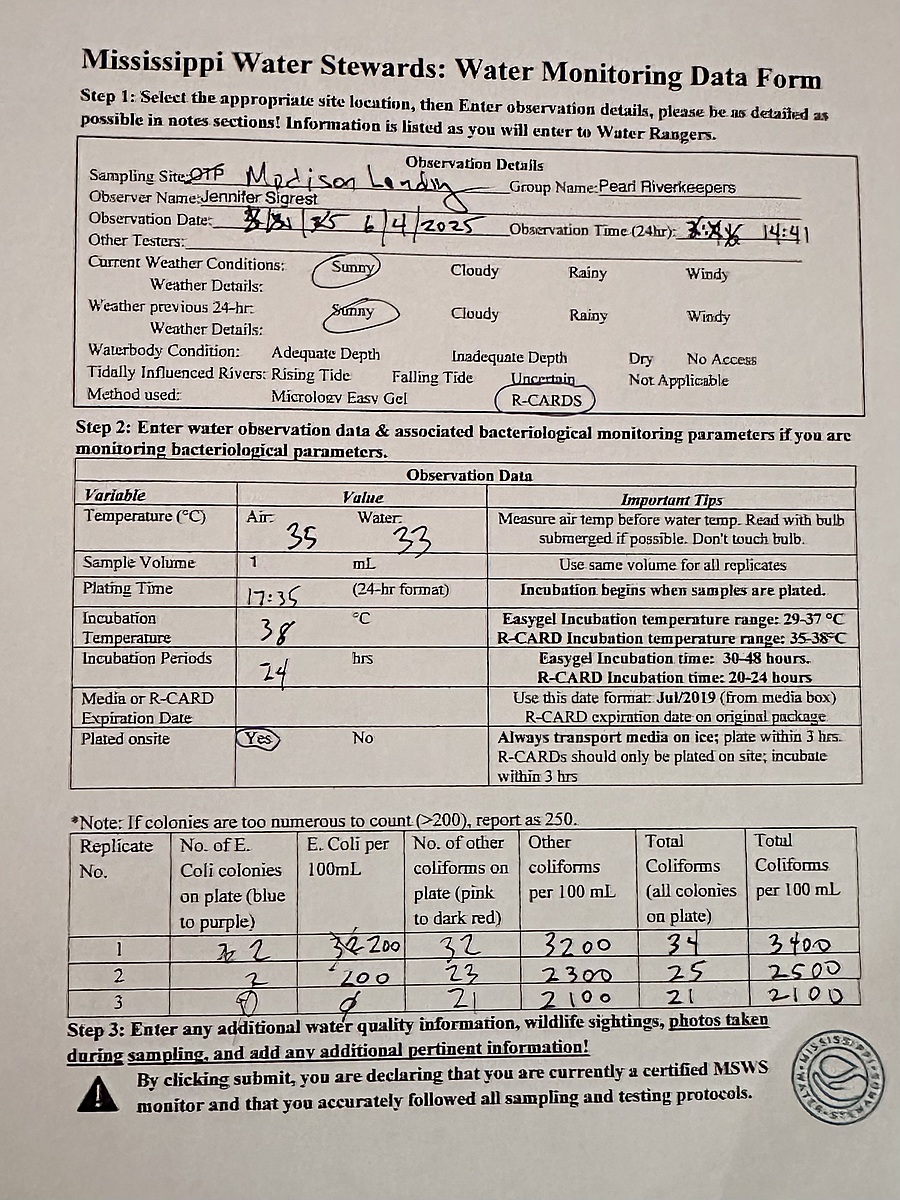 Mississippi Water Stewards: Water Monitoring Data Form
Step 1: Select the appropriate site location, then Enter observation details, please be as detailed as
possible in notes sections! Information is listed as you will enter to Water Rangers.
Observation Details
Sampling Site: OTF Madison Landing Group Name: Pearl Riverkeepers
Observer Name: Jennifer Sigrest
Observation Date: 6/4/2025 Observation Time (24hr): 14:41
Other Testers:
Current Weather Conditions: Sunny Cloudy Rainy Windy
Weather Details:
Weather previous 24-hr: Sunny Cloudy Rainy Windy
Weather Details:
Waterbody Condition: Adequate Depth Inadequate Depth Dry No Access
Tidally Influenced Rivers: Rising Tide Falling Tide Uncertain Not Applicable
Method used: Micrology Easy Gel R-CARDS
Step 2: Enter water observation data & associated bacteriological monitoring parameters if you are
monitoring bacteriological parameters.
Observation Data
Variable Value Important Tips
Temperature (°C) Air: 35 Water: 33 Measure air temp before water temp. Read with bulb
submerged if possible. Don't touch bulb.
Sample Volume 1 mL Use same volume for all replicates
Plating Time 17:35 (24-hr format) Incubation begins when samples are plated.
Incubation 38 °C Easygel Incubation temperature range: 29-37 °C
Temperature R-CARD Incubation temperature range: 35-38°C
Incubation Periods 24 hrs Easygel Incubation time: 30-48 hours.
R-CARD Incubation time: 20-24 hours
Media or R-CARD Use this date format: Jul/2019 (from media box)
Expiration Date R-CARD expiration date on original package
Plated onsite Yes No Always transport media on ice; plate within 3 hrs.
R-CARDs should only be plated on site; incubate
within 3 hrs
*Note: If colonies are too numerous to count (>200), report as 250.
Replicate No. of E. E. Coli per No. of other Other Total Total
No. Coli colonies 100mL coliforms on coliforms Coliforms Coliforms
on plate (blue plate (pink per 100 mL (all colonies per 100 mL
to purple) to dark red) on plate)
1 2 200 32 3200 34 3400
2 2 200 23 2300 25 2500
3 0 0 21 2100 21 2100
Step 3: Enter any additional water quality information, wildlife sightings, photos taken
during sampling, and add any additional pertinent information!
By clicking submit, you are declaring that you are currently a certified MSWS
monitor and that you accurately followed all sampling and testing protocols.
MISSISSIPPI WATER STEWARDS